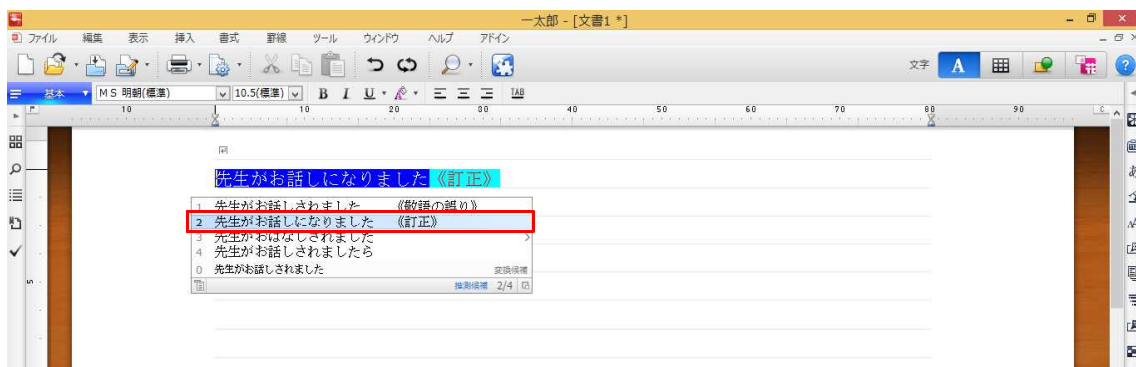 一太郎 - [文書1 *]
ファイル 編集 表示 挿入 書式 罫線 ツール ウィンドウ ヘルプ アドイン
文字 A ?
基本 ＭＳ 明朝(標準) 10.5(標準) B I U TAB
10 10 20 30 40 50 60 70 80 90
先生がお話しになりました《訂正》
1 先生がお話しされました 《敬語の誤り》
2 先生がお話しになりました 《訂正》
3 先生がおはなしされました
4 先生がお話しされましたら
0 先生がお話しされました 変換候補
推測候補 2/4